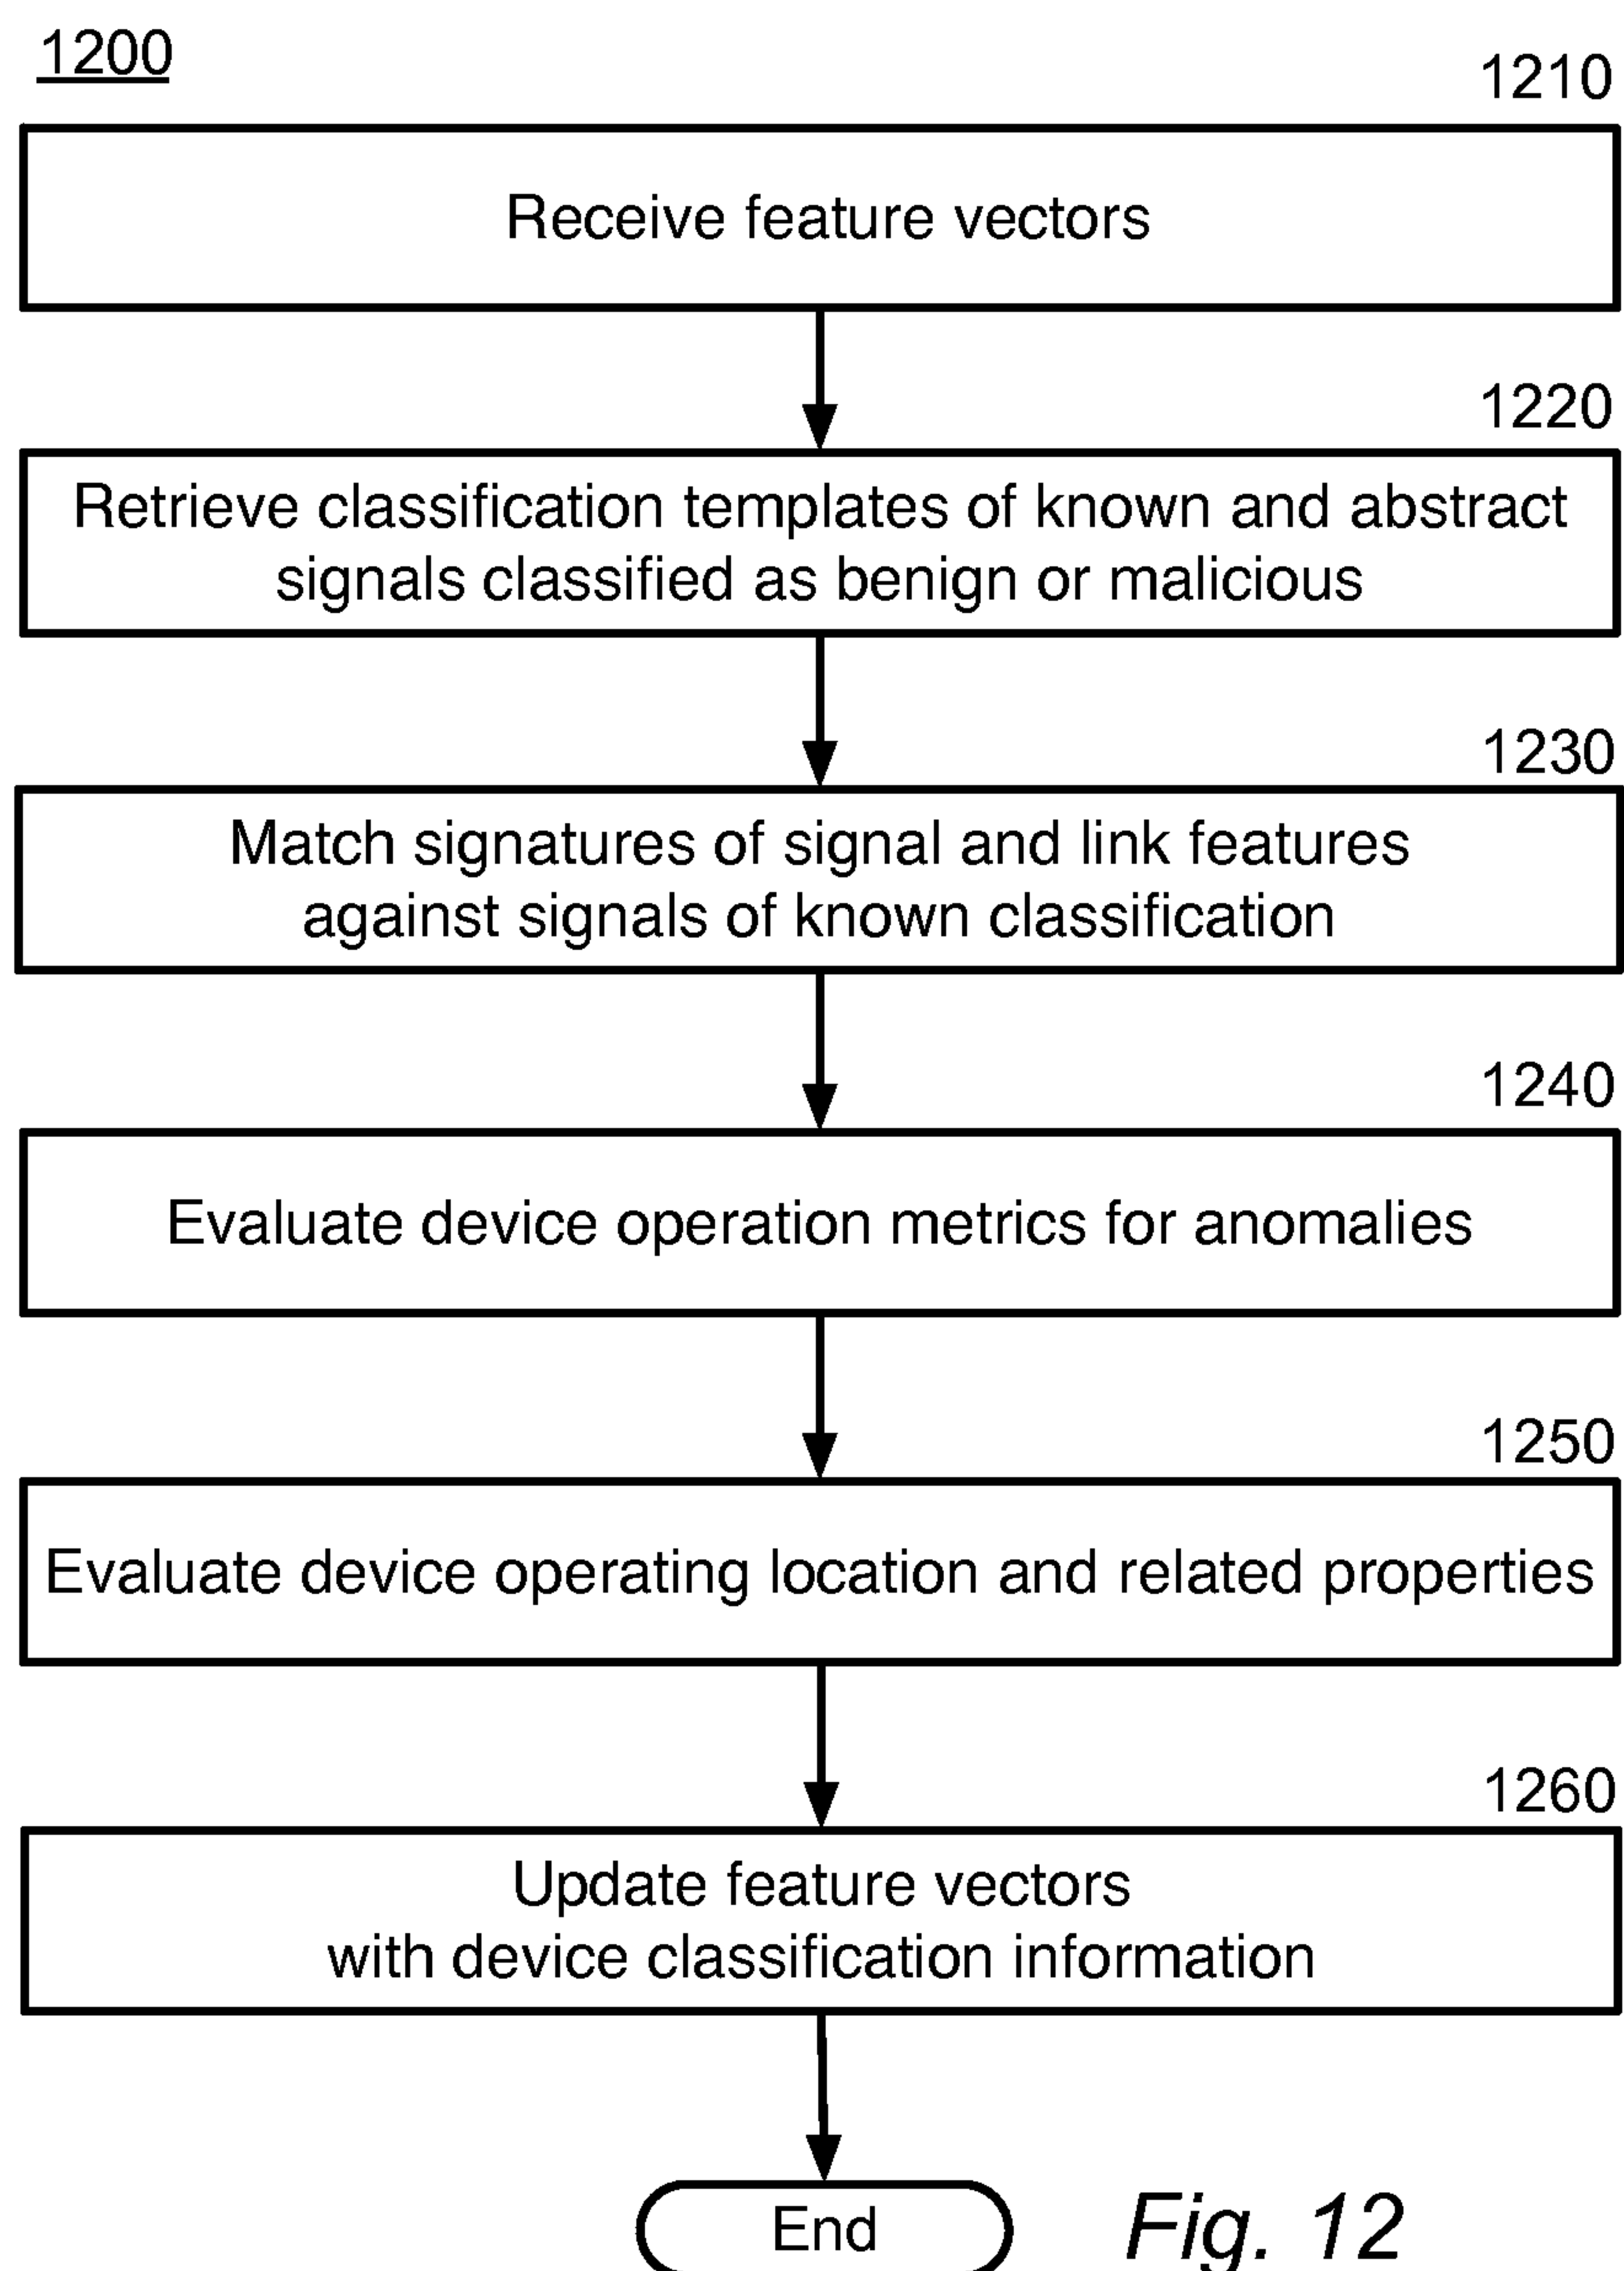 1200
1210
Receive feature vectors
1220
Retrieve classification templates of known and abstract
signals classified as benign or malicious
1230
Match signatures of signal and link features
against signals of known classification
1240
Evaluate device operation metrics for anomalies
1250
Evaluate device operating location and related properties
1260
Update feature vectors
with device classification information
End
Fig. 12